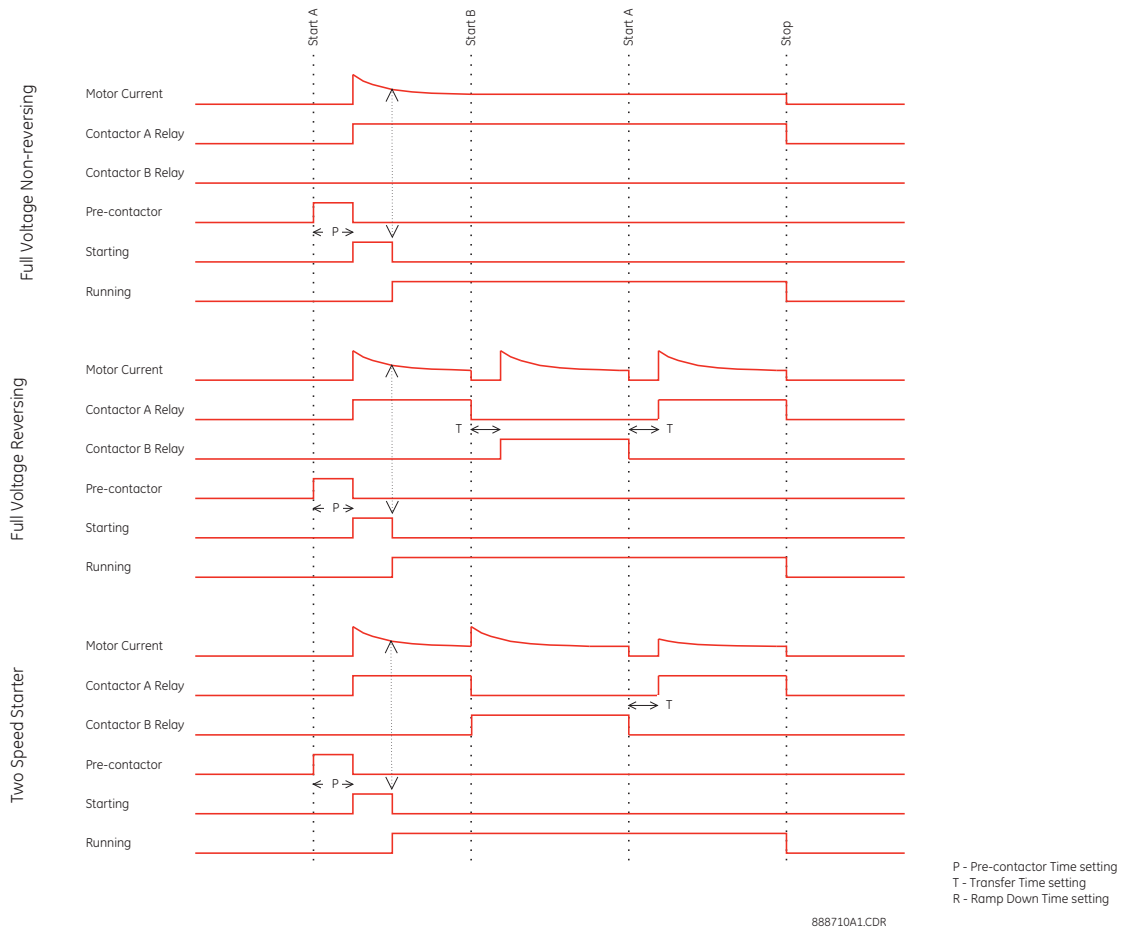 Start A
Start B
Start A
Stop
Full Voltage Non-reversing
Motor Current
Contactor A Relay
Contactor B Relay
Pre-contactor
P
Starting
Running
Full Voltage Reversing
Motor Current
Contactor A Relay
T
T
Contactor B Relay
Pre-contactor
P
Starting
Running
Two Speed Starter
Motor Current
Contactor A Relay
T
Contactor B Relay
Pre-contactor
P
Starting
Running
P - Pre-contactor Time setting
T - Transfer Time setting
R - Ramp Down Time setting
888710A1.CDR